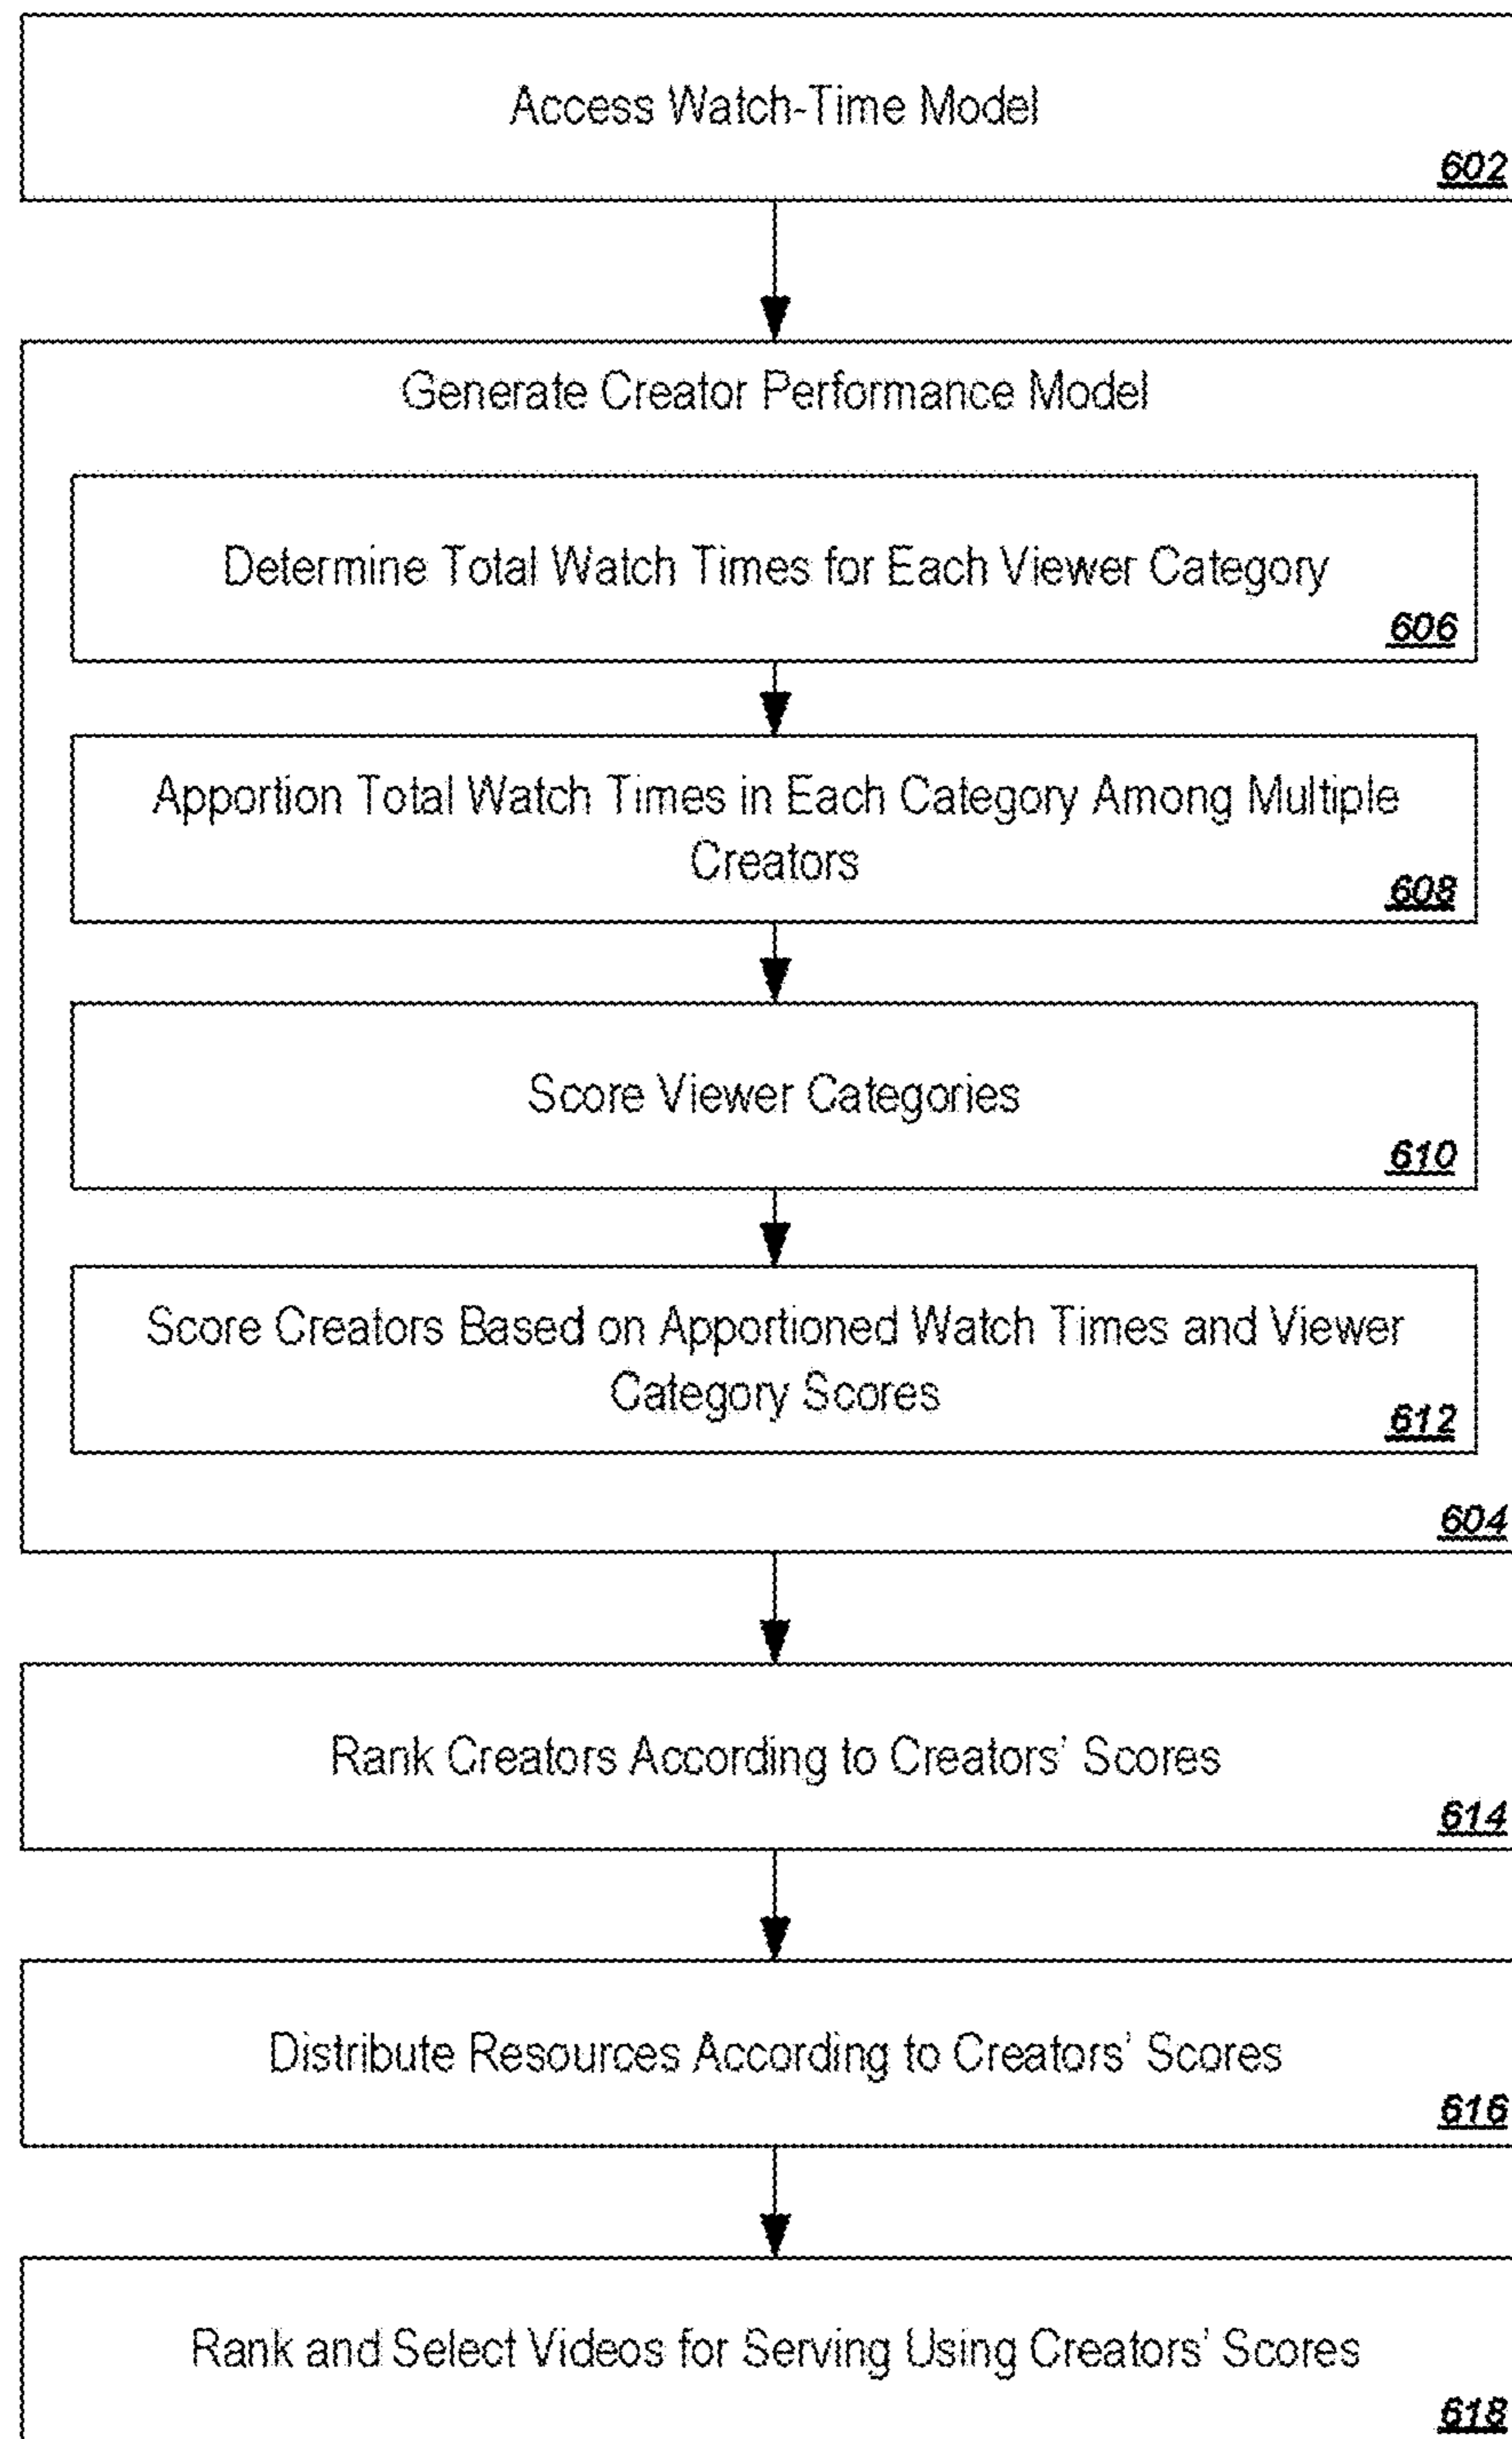 Access Watch-Time Model
602
Generate Creator Performance Model
Determine Total Watch Times for Each Viewer Category
606
Apportion Total Watch Times in Each Category Among Multiple
Creators
608
Score Viewer Categories
610
Score Creators Based on Apportioned Watch Times and Viewer
Category Scores
612
604
Rank Creators According to Creators' Scores
614
Distribute Resources According to Creators' Scores
616
Rank and Select Videos for Serving Using Creators' Scores
618